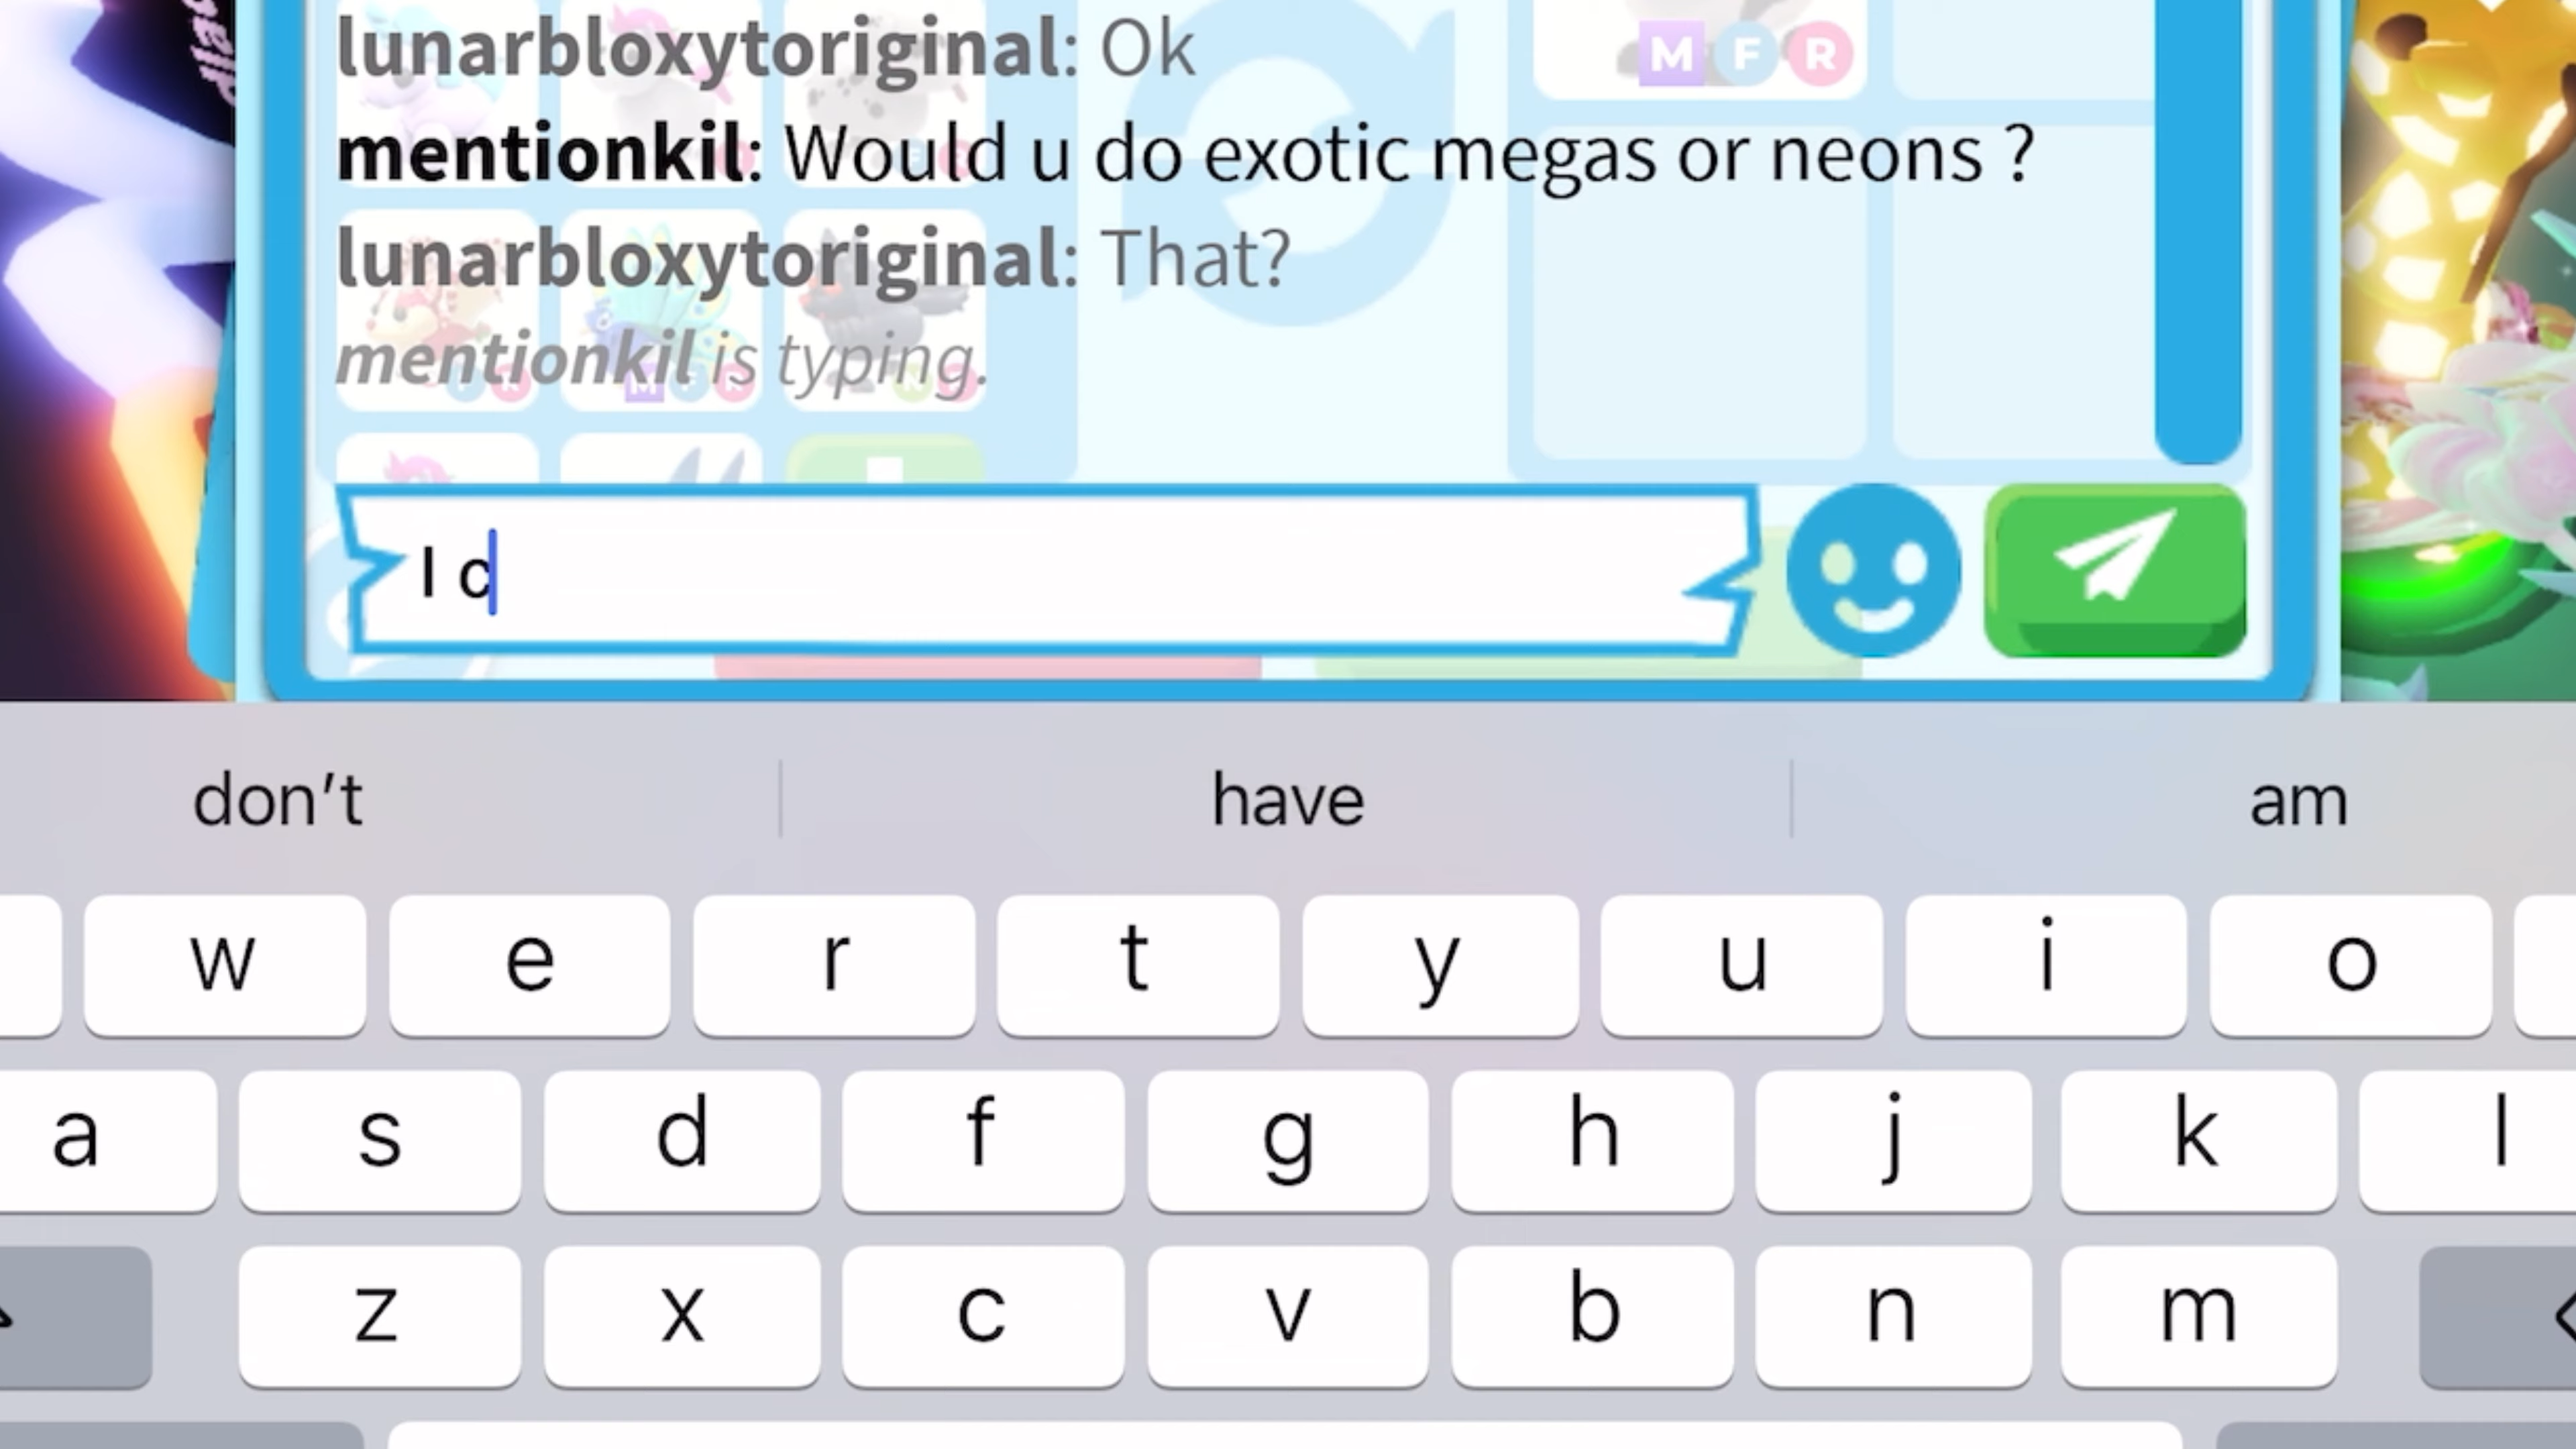 lunarbloxytoriginal: Ok
M F R
mentionkil: Would u do exotic megas or neons ?
lunarbloxytoriginal: That?
mentionkil is typing.
M F R
I c
don't have am
w e r t y u i o
a s d f g h j k l
z x c v b n m